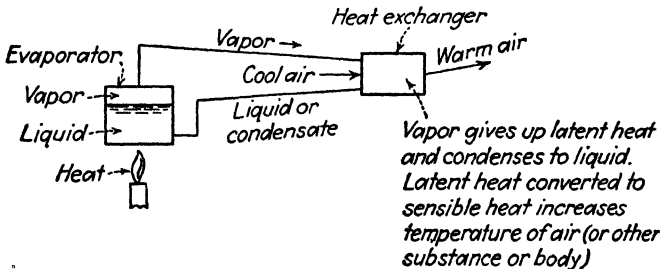 Heat exchanger
Vapor
Warm air
Evaporator
Cool air
Vapor
Liquid or
condensate
Liquid
Heat
Vapor gives up latent heat
and condenses to liquid.
Latent heat converted to
sensible heat increases
temperature of air (or other
substance or body)